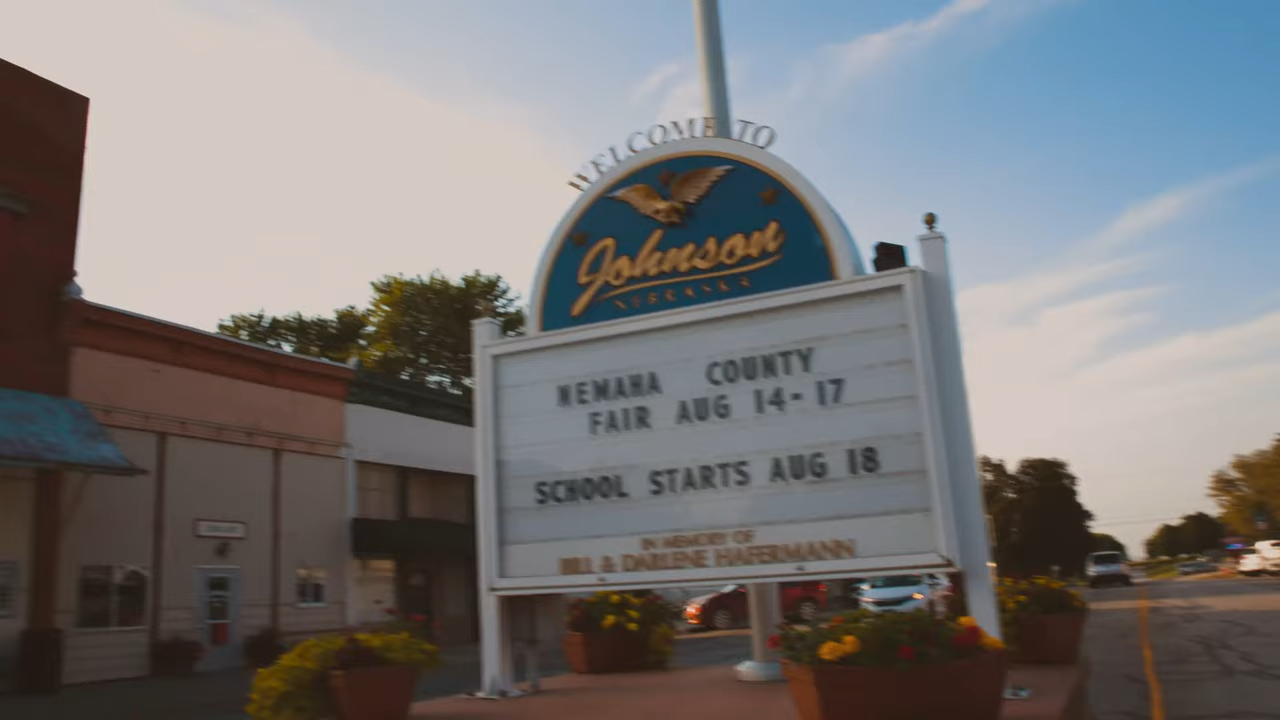 WELCOME TO
Johnson
NEBRASKA
NEMAHA COUNTY
FAIR AUG 14-17
SCHOOL STARTS AUG 18
IN MEMORY OF
BILL & DARLENE HAFERMANN